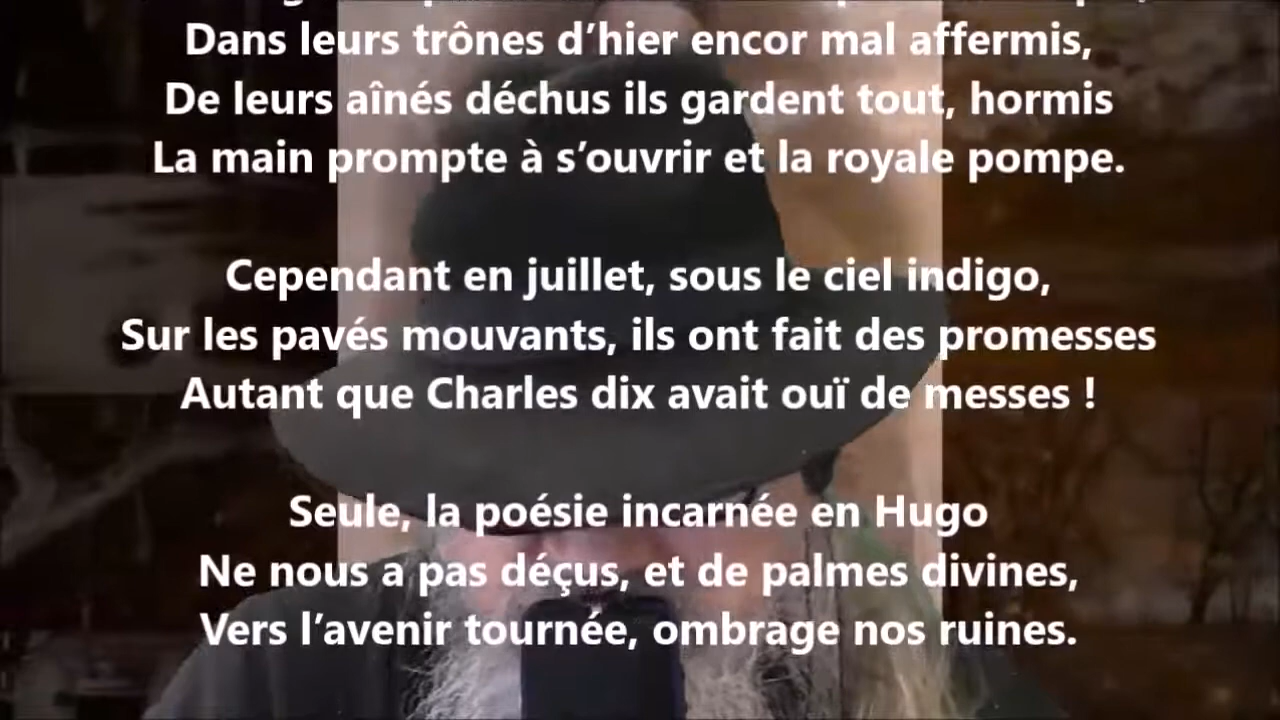 Dans leurs trônes d’hier encor mal affermis,
De leurs aînés déchus ils gardent tout, hormis
La main prompte à s’ouvrir et la royale pompe.
Cependant en juillet, sous le ciel indigo,
Sur les pavés mouvants, ils ont fait des promesses
Autant que Charles dix avait ouï de messes !
Seule, la poésie incarnée en Hugo
Ne nous a pas déçus, et de palmes divines,
Vers l’avenir tournée, ombrage nos ruines.